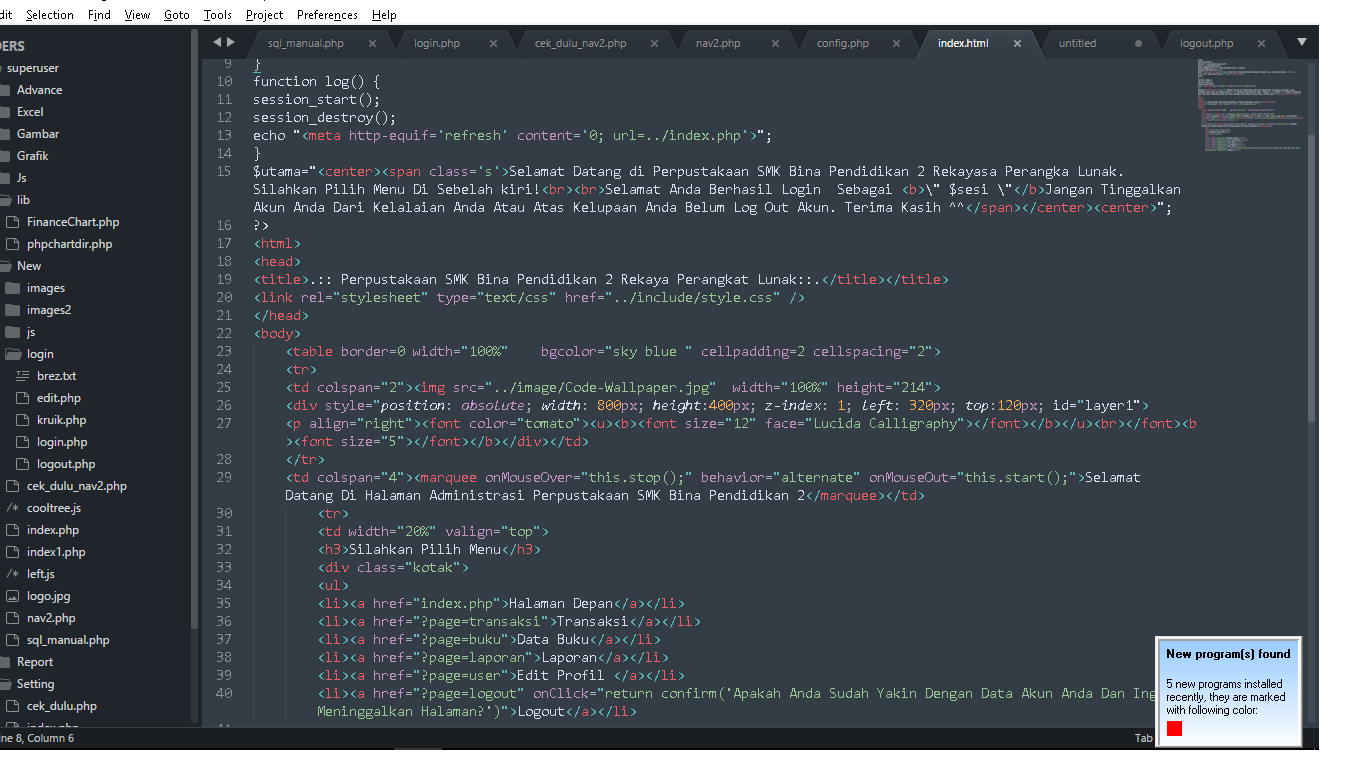 dit Selection Find View Goto Tools Project Preferences Help
DERS
superuser
Advance
Excel
Gambar
Grafik
Js
lib
FinanceChart.php
phpchartdir.php
New
images
images2
js
login
brez.txt
edit.php
kruik.php
login.php
logout.php
cek_dulu_nav2.php
/* cooltree.js
index.php
index1.php
/* left.js
logo.jpg
nav2.php
sql_manual.php
Report
Setting
cek_dulu.php
index.php
sql_manual.php × login.php × cek_dulu_nav2.php × nav2.php × config.php × index.html × untitled logout.php ×
9 }
10 function log() {
11 session_start();
12 session_destroy();
13 echo "<meta http-equif='refresh' content='0; url=../index.php'>";
14 }
15 $utama="<center><span class='s'>Selamat Datang di Perpustakaan SMK Bina Pendidikan 2 Rekayasa Perangka Lunak.
Silahkan Pilih Menu Di Sebelah kiri!<br><br>Selamat Anda Berhasil Login  Sebagai <b>\" $sesi \"</b>Jangan Tinggalkan
Akun Anda Dari Kelalaian Anda Atau Atas Kelupaan Anda Belum Log Out Akun. Terima Kasih ^^</span></center><center>";
16 ?>
17 <html>
18 <head>
19 <title>.:: Perpustakaan SMK Bina Pendidikan 2 Rekaya Perangkat Lunak::.</title></title>
20 <link rel="stylesheet" type="text/css" href="../include/style.css" />
21 </head>
22 <body>
23 <table border=0 width="100%"    bgcolor="sky blue " cellpadding=2 cellspacing="2">
24 <tr>
25 <td colspan="2"><img src="../image/Code-Wallpaper.jpg"  width="100%" height="214">
26 <div style="position: absolute; width: 800px; height:400px; z-index: 1; left: 320px; top:120px; id="layer1">
27 <p align="right"><font color="tomato"><u><b><font size="12" face="Lucida Calligraphy"></font></b></u><br></font><b
><font size="5"></font></b></div></td>
28 </tr>
29 <td colspan="4"><marquee onMouseOver="this.stop();" behavior="alternate" onMouseOut="this.start();">Selamat
Datang Di Halaman Administrasi Perpustakaan SMK Bina Pendidikan 2</marquee></td>
30 <tr>
31 <td width="20%" valign="top">
32 <h3>Silahkan Pilih Menu</h3>
33 <div class="kotak">
34 <ul>
35 <li><a href="index.php">Halaman Depan</a></li>
36 <li><a href="?page=transaksi">Transaksi</a></li>
37 <li><a href="?page=buku">Data Buku</a></li>
38 <li><a href="?page=laporan">Laporan</a></li>
39 <li><a href="?page=user">Edit Profil </a></li>
40 <li><a href="?page=logout" onClick="return confirm('Apakah Anda Sudah Yakin Dengan Data Akun Anda Dan Ing
Meninggalkan Halaman?')">Logout</a></li>
New program(s) found
5 new programs installed
recently, they are marked
with following color:
ine 8, Column 6
Tab